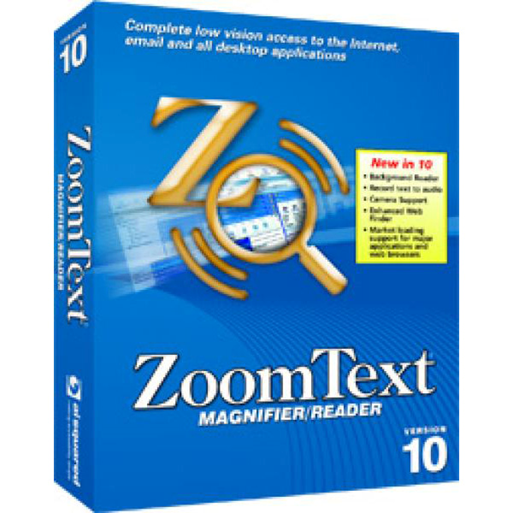 Complete low vision access to the Internet,
email and all desktop applications
New in 10
• Background Reader
• Record text to audio
• Camera Support
• Enhanced Web
Finder
• Market leading
support for major
applications and
web browsers
ZoomText
MAGNIFIER/READER
VERSION
10
VERSION
10
ZoomText
MAGNIFIER/READER
ai squared